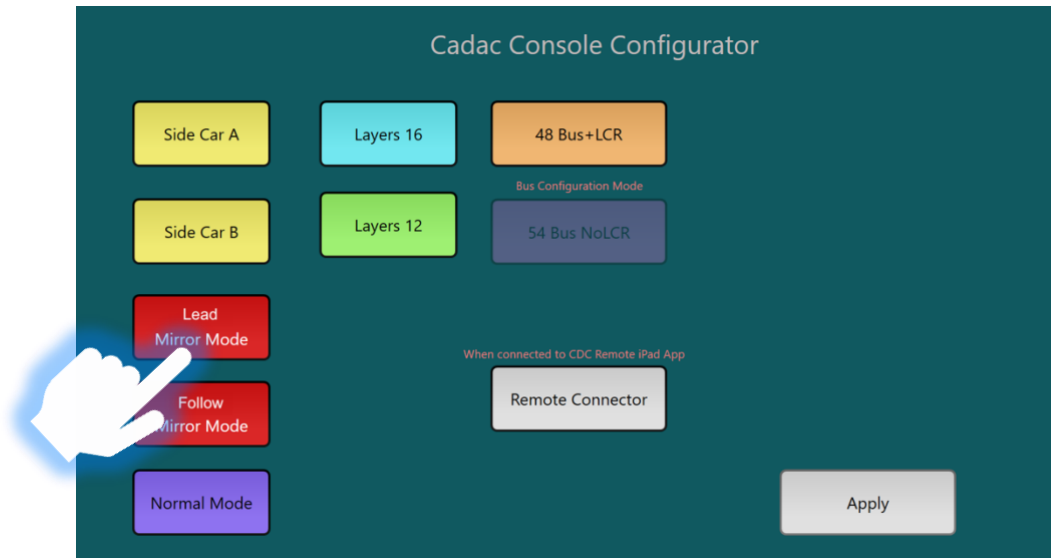 Cadac Console Configurator
Side Car A
Layers 16
48 Bus+LCR
Bus Configuration Mode
Side Car B
Layers 12
54 Bus NoLCR
Lead
Mirror Mode
When connected to CDC Remote iPad App
Follow
Mirror Mode
Remote Connector
Normal Mode
Apply